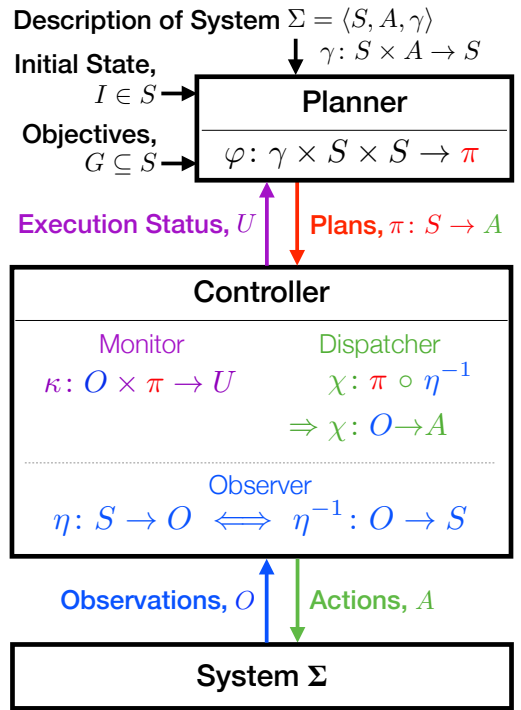 Description of System Σ = ⟨S, A, γ⟩
γ: S × A → S
Initial State,
I ∈ S
Planner
Objectives,
G ⊆ S
φ: γ × S × S → π
Execution Status, U
Plans, π: S → A
Controller
Monitor
Dispatcher
κ: O × π → U
χ: π ∘ η⁻¹
⇒ χ: O→A
Observer
η: S → O ⟺ η⁻¹: O → S
Observations, O
Actions, A
System Σ